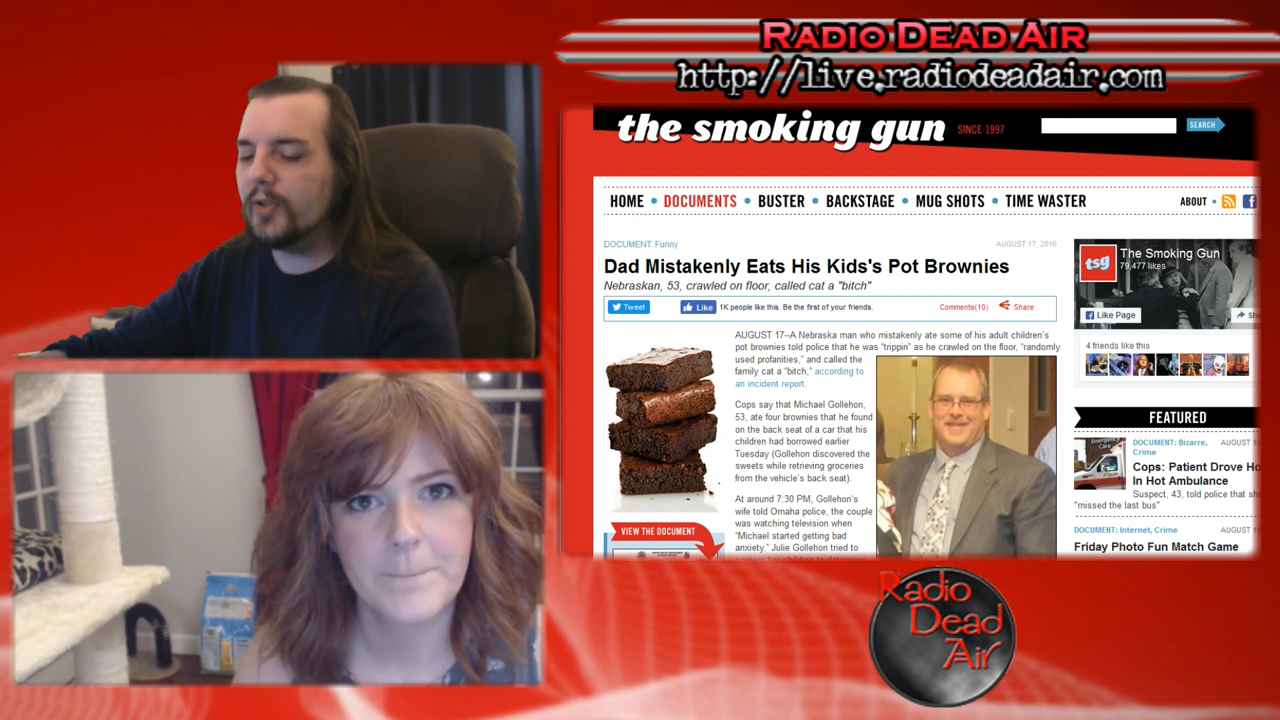 RADIO DEAD AIR
http://live.radiodeadair.com
the smoking gun SINCE 1997
SEARCH
HOME • DOCUMENTS • BUSTER • BACKSTAGE • MUG SHOTS • TIME WASTER
ABOUT •
DOCUMENT: Funny
AUGUST 17, 2016
Dad Mistakenly Eats His Kids's Pot Brownies
Nebraskan, 53, crawled on floor, called cat a "bitch"
Tweet
Like 1K people like this. Be the first of your friends.
Comments(10) Share
AUGUST 17--A Nebraska man who mistakenly ate some of his adult children's
pot brownies told police that he was "trippin" as he crawled on the floor, "randomly
used profanities," and called the
family cat a "bitch," according to
an incident report.
Cops say that Michael Gollehon,
53, ate four brownies that he found
on the back seat of a car that his
children had borrowed earlier
Tuesday (Gollehon discovered the
sweets while retrieving groceries
from the vehicle's back seat).
At around 7:30 PM, Gollehon's
wife told Omaha police, the couple
was watching television when
"Michael started getting bad
anxiety." Julie Gollehon tried to
VIEW THE DOCUMENT
tsg
The Smoking Gun
79,477 likes
Like Page
Sha
4 friends like this
FEATURED
DOCUMENT: Bizarre,
Crime
AUGUST 1
Cops: Patient Drove Ho
In Hot Ambulance
Suspect, 43, told police that she
"missed the last bus"
DOCUMENT: Internet, Crime
AUGUST 1
Friday Photo Fun Match Game
Radio
Dead
Air